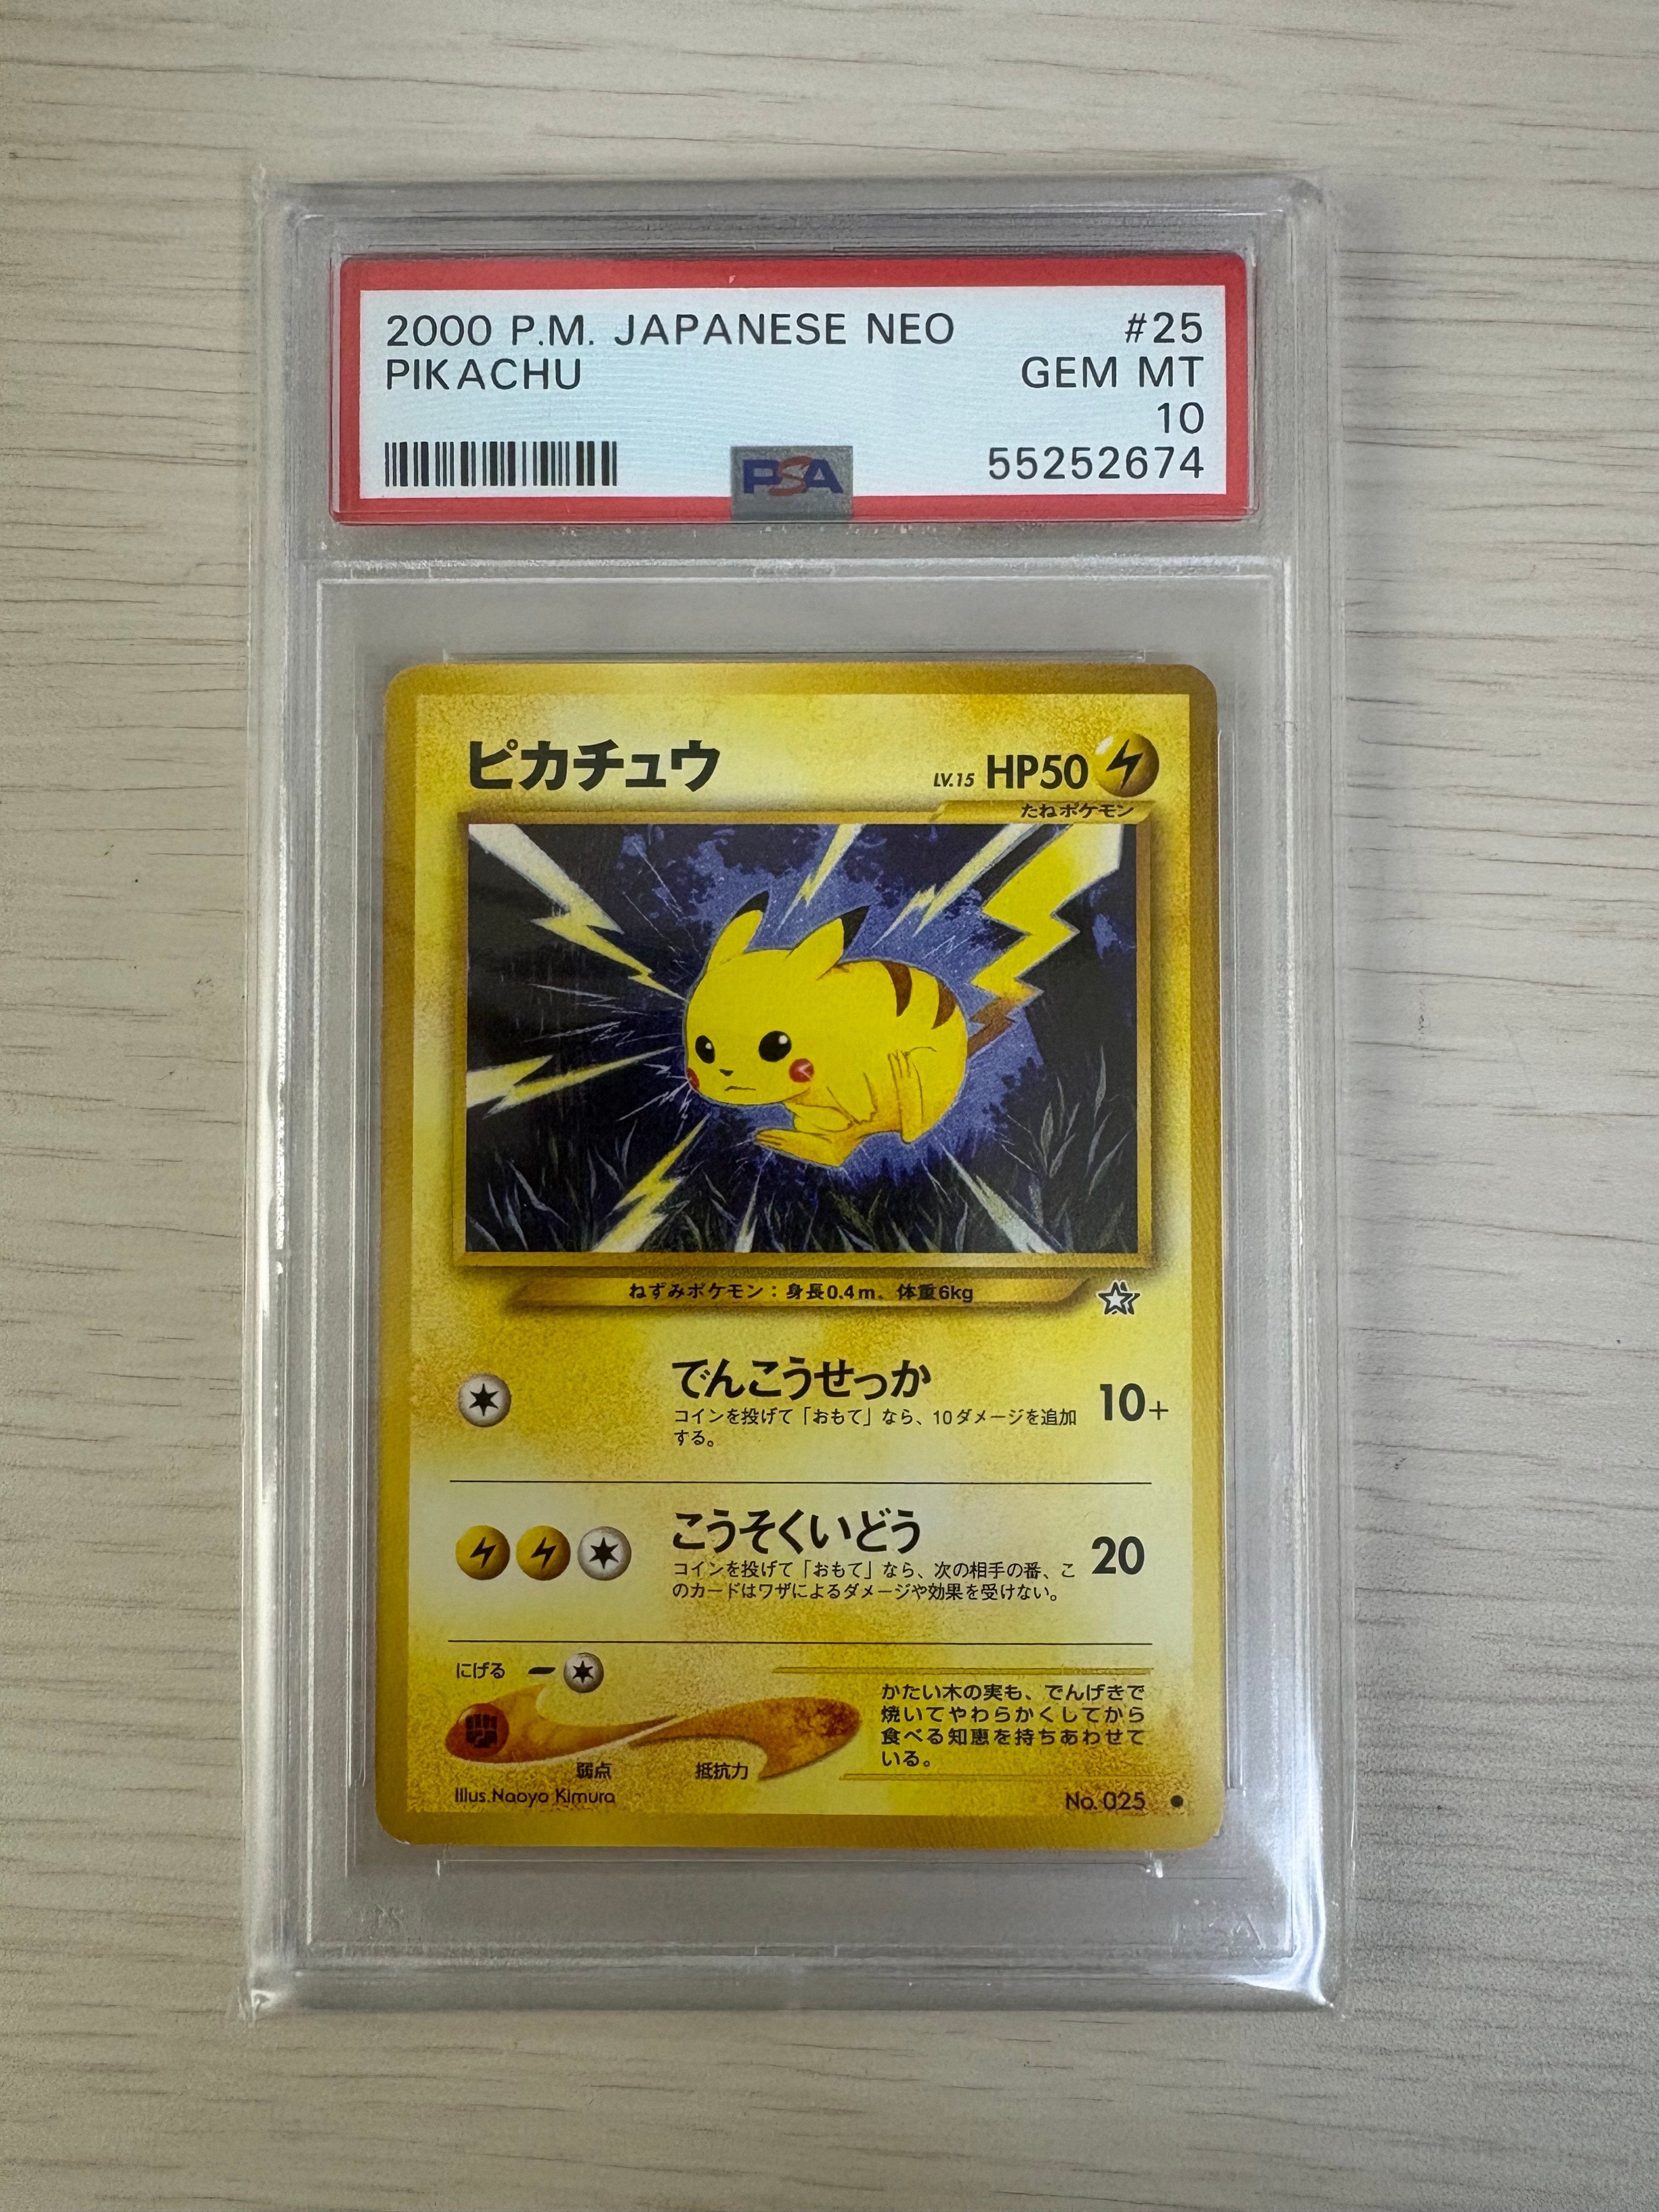 2000 P.M. JAPANESE NEO #25
PIKACHU GEM MT
10
PSA 55252674
ピカチュウ LV.15 HP50
たねポケモン
ねずみポケモン：身長0.4m、体重6kg
でんこうせっか 10+
コインを投げて「おもて」なら、10ダメージを追加
する。
こうそくいどう 20
コインを投げて「おもて」なら、次の相手の番、こ
のカードはワザによるダメージや効果を受けない。
にげる
弱点 抵抗力
かたい木の実も、でんげきで
焼いてやわらかくしてから
食べる知恵を持ちあわせて
いる。
Illus.Naoyo Kimura No. 025